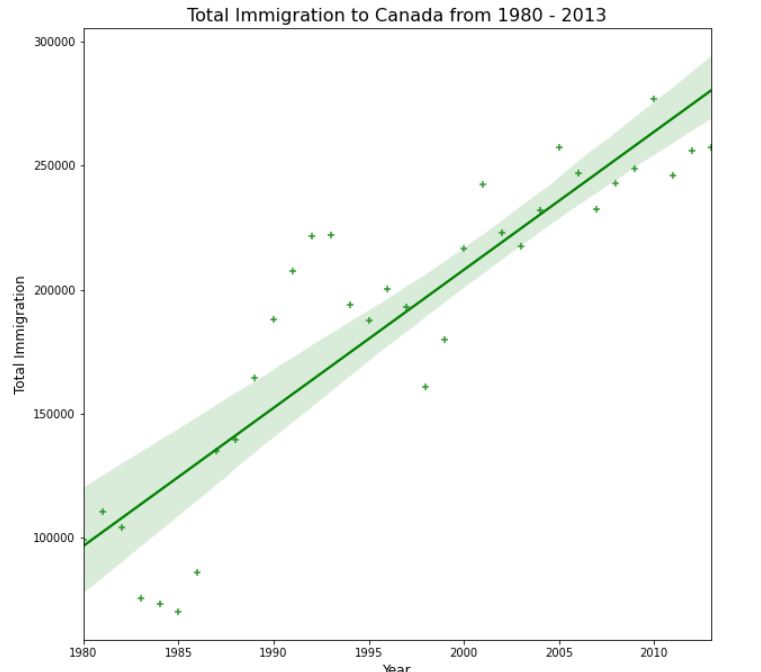 Total Immigration to Canada from 1980 - 2013
300000
250000
200000
150000
100000
Total Immigration
1980 1985 1990 1995 2000 2005 2010
Year